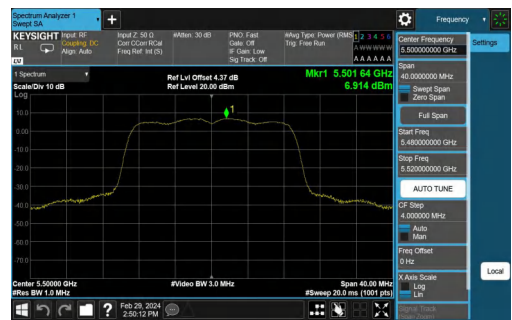 Spectrum Analyzer 1
Swept SA
Frequency
KEYSIGHT
RL
LV
Input: RF
Coupling: DC
Align: Auto
Input Z: 50 Ω
Corr CCorr RCal
Freq Ref: Int (S)
#Atten: 30 dB
PNO: Fast
Gate: Off
IF Gain: Low
Sig Track: Off
#Avg Type: Power (RMS)
Trig: Free Run
1 2 3 4 5 6
A W W W W W
A A A A A A
1 Spectrum
Scale/Div 10 dB
Ref Lvl Offset 4.37 dB
Ref Level 20.00 dBm
Mkr1 5.501 64 GHz
6.914 dBm
Log
10.0
0.00
-10.0
-20.0
-30.0
-40.0
-50.0
-60.0
-70.0
1
Center 5.50000 GHz
#Res BW 1.0 MHz
#Video BW 3.0 MHz
Span 40.00 MHz
#Sweep 20.0 ms (1001 pts)
Center Frequency
5.500000000 GHz
Span
40.0000000 MHz
Swept Span
Zero Span
Full Span
Start Freq
5.480000000 GHz
Stop Freq
5.520000000 GHz
AUTO TUNE
CF Step
4.000000 MHz
Auto
Man
Freq Offset
0 Hz
X Axis Scale
Log
Lin
Signal Track
Settings
Local
?
Feb 29, 2024
2:50:12 PM